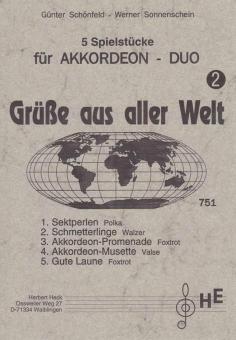 Günter Schönfeld - Werner Sonnenschein
5 Spielstücke
für AKKORDEON - DUO
2
Grüße aus aller Welt
751
1. Sektperlen Polka
2. Schmetterlinge Walzer
3. Akkordeon-Promenade Foxtrot
4. Akkordeon-Musette Valse
5. Gute Laune Foxtrot
Herbert Heck
Ossweiler Weg 27
D-71334 Waiblingen
HE